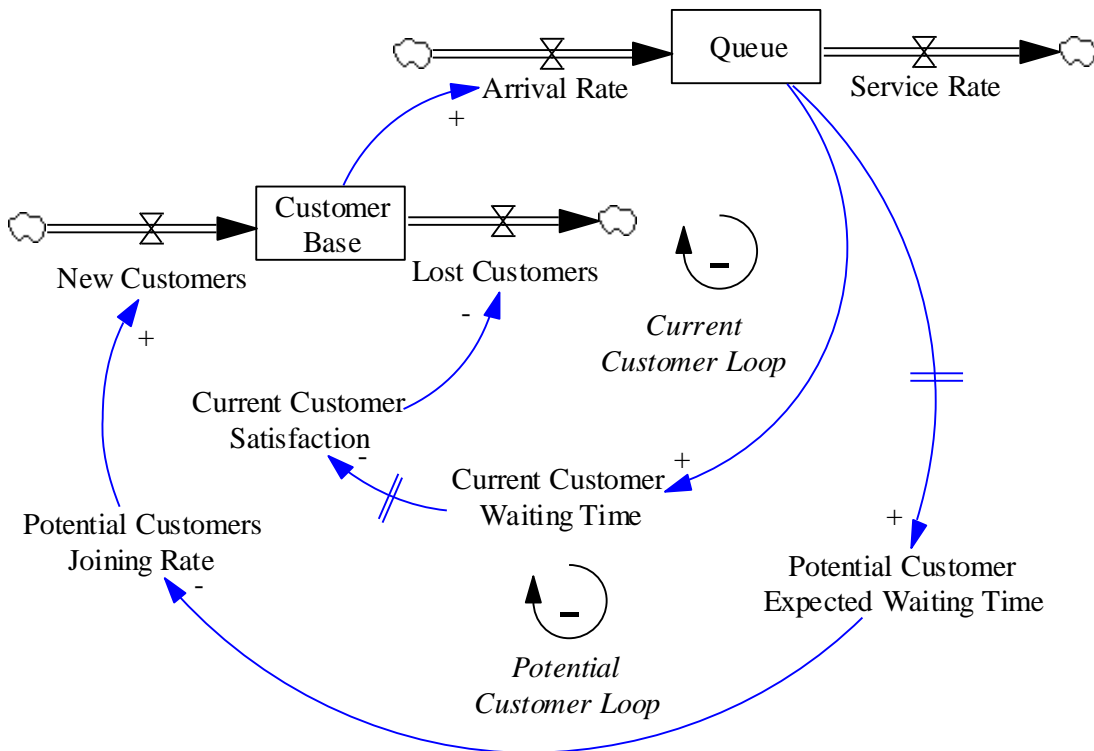 Queue
Arrival Rate
Service Rate
+
Customer
Base
New Customers
Lost Customers
-
+
-
Current
Customer Loop
Current Customer
Satisfaction
-
+
Current Customer
Waiting Time
Potential Customers
Joining Rate
-
+
Potential Customer
Expected Waiting Time
-
Potential
Customer Loop